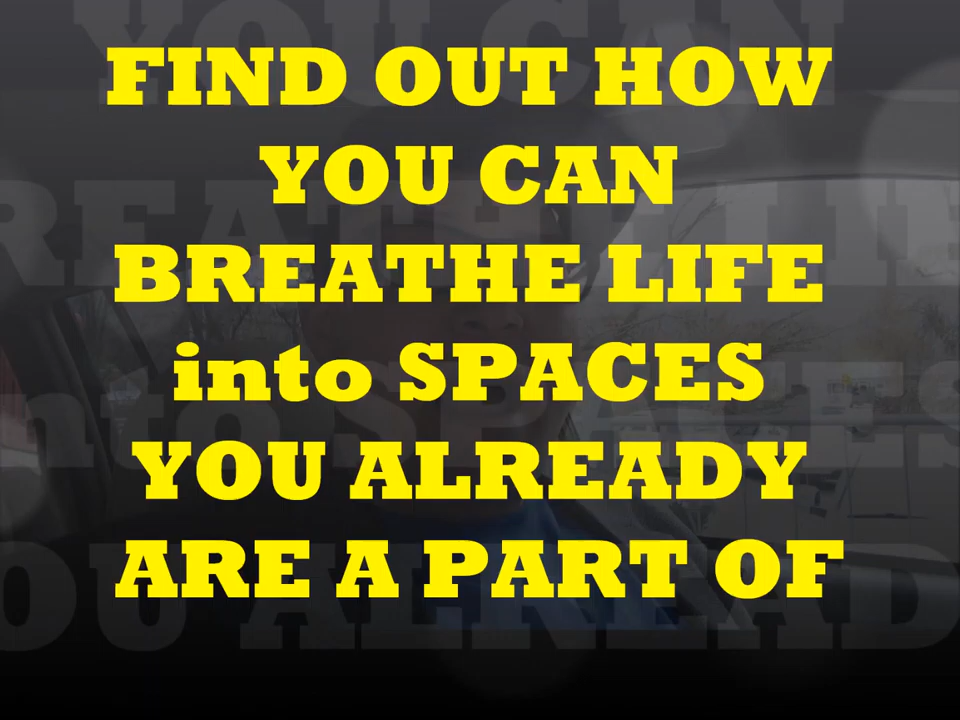 FIND OUT HOW
YOU CAN
BREATHE LIFE
into SPACES
YOU ALREADY
ARE A PART OF